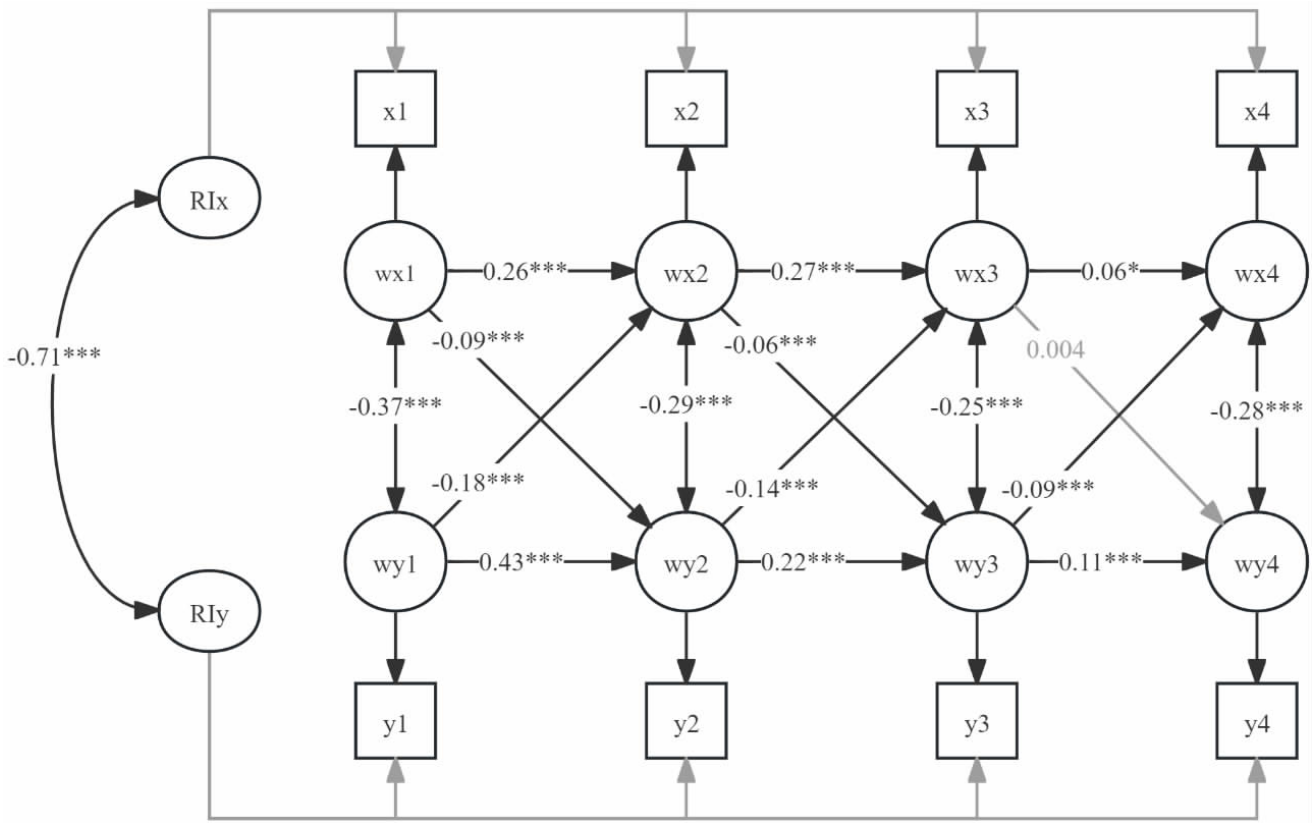 x1 x2 x3 x4
RIx
wx1 0.26*** wx2 0.27*** wx3 0.06* wx4
-0.09*** -0.06*** 0.004
-0.71***
-0.37*** -0.29*** -0.25*** -0.28***
-0.18*** -0.14*** -0.09***
wy1 0.43*** wy2 0.22*** wy3 0.11*** wy4
RIy
y1 y2 y3 y4